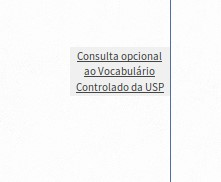 Consulta opcional
ao Vocabulário
Controlado da USP